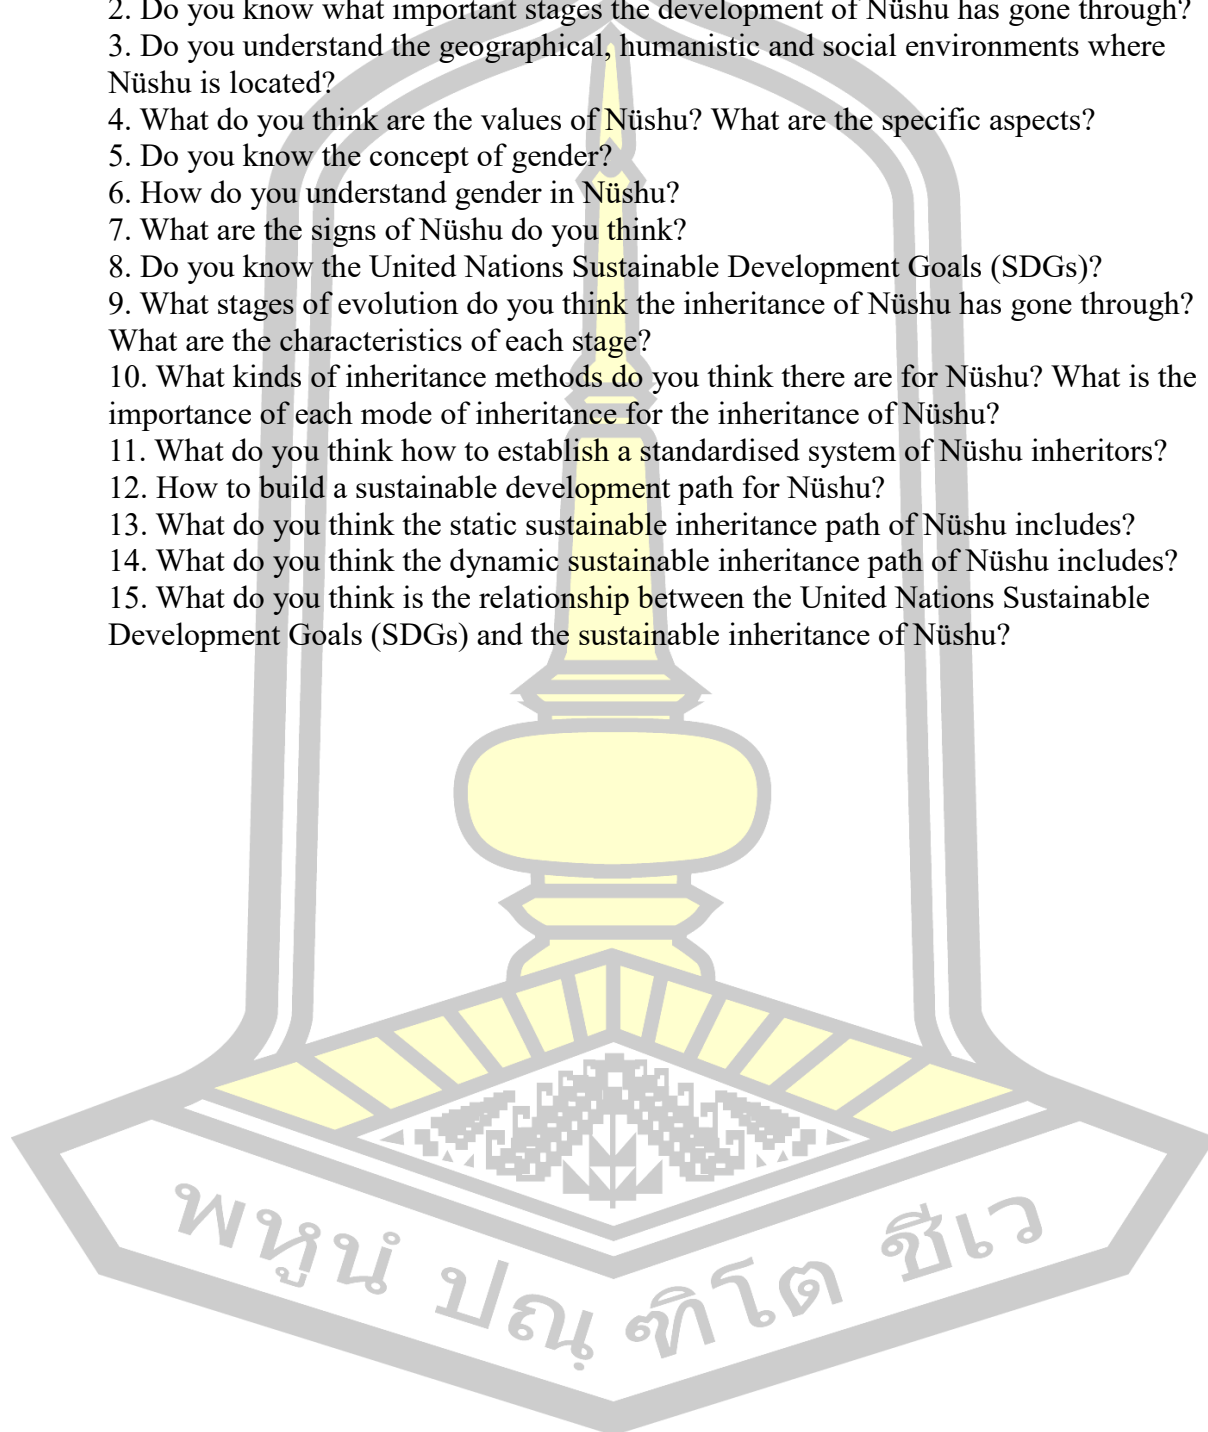 2. Do you know what important stages the development of Nüshu has gone through?
3. Do you understand the geographical, humanistic and social environments where
Nüshu is located?
4. What do you think are the values of Nüshu? What are the specific aspects?
5. Do you know the concept of gender?
6. How do you understand gender in Nüshu?
7. What are the signs of Nüshu do you think?
8. Do you know the United Nations Sustainable Development Goals (SDGs)?
9. What stages of evolution do you think the inheritance of Nüshu has gone through?
What are the characteristics of each stage?
10. What kinds of inheritance methods do you think there are for Nüshu? What is the
importance of each mode of inheritance for the inheritance of Nüshu?
11. What do you think how to establish a standardised system of Nüshu inheritors?
12. How to build a sustainable development path for Nüshu?
13. What do you think the static sustainable inheritance path of Nüshu includes?
14. What do you think the dynamic sustainable inheritance path of Nüshu includes?
15. What do you think is the relationship between the United Nations Sustainable
Development Goals (SDGs) and the sustainable inheritance of Nüshu?
พหูนํ ปณฺ ฑิโต ชีเว